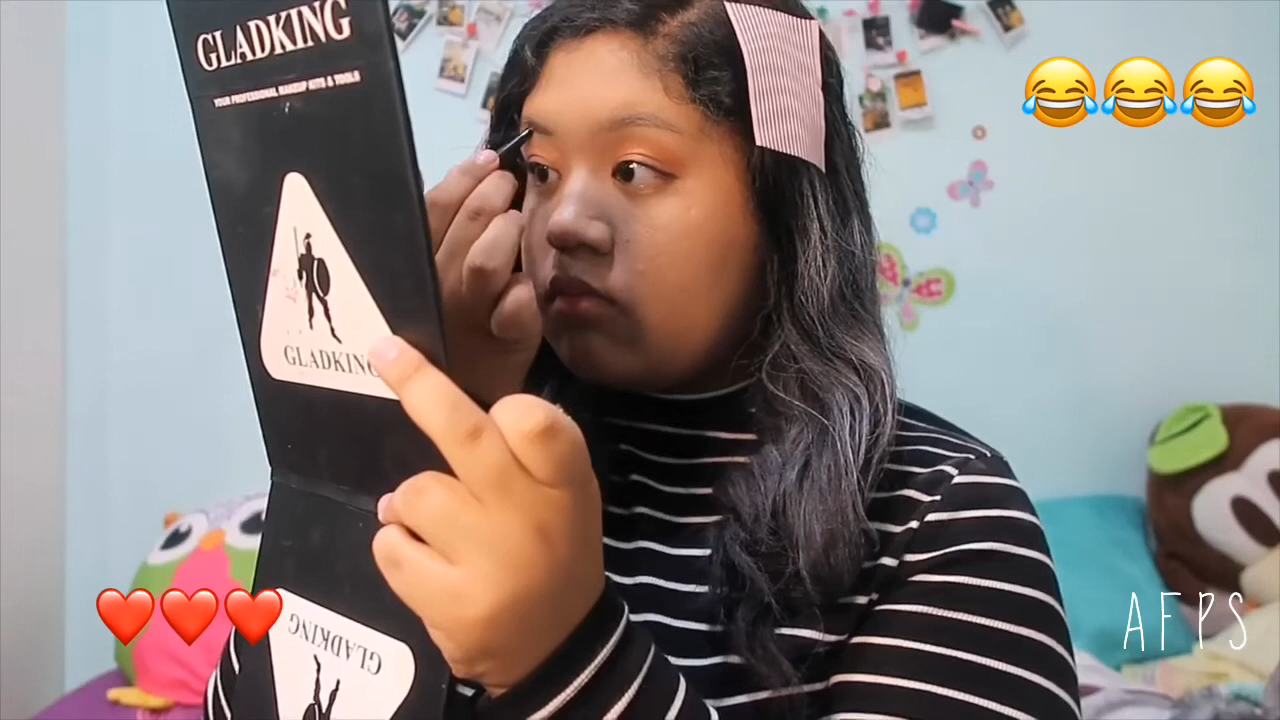 GLADKING
YOUR PROFESSIONAL MAKEUP KITS & TOOLS
GLADKING
GLADKING
AFPS